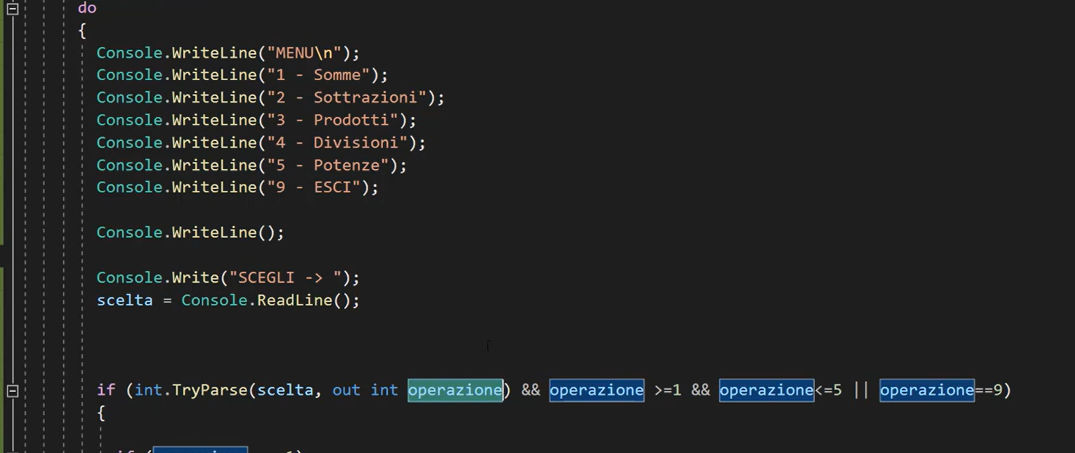 do
{
Console.WriteLine("MENU\n");
Console.WriteLine("1 - Somme");
Console.WriteLine("2 - Sottrazioni");
Console.WriteLine("3 - Prodotti");
Console.WriteLine("4 - Divisioni");
Console.WriteLine("5 - Potenze");
Console.WriteLine("9 - ESCI");
Console.WriteLine();
Console.Write("SCEGLI -> ");
scelta = Console.ReadLine();
if (int.TryParse(scelta, out int operazione) && operazione >=1 && operazione<=5 || operazione==9)
{